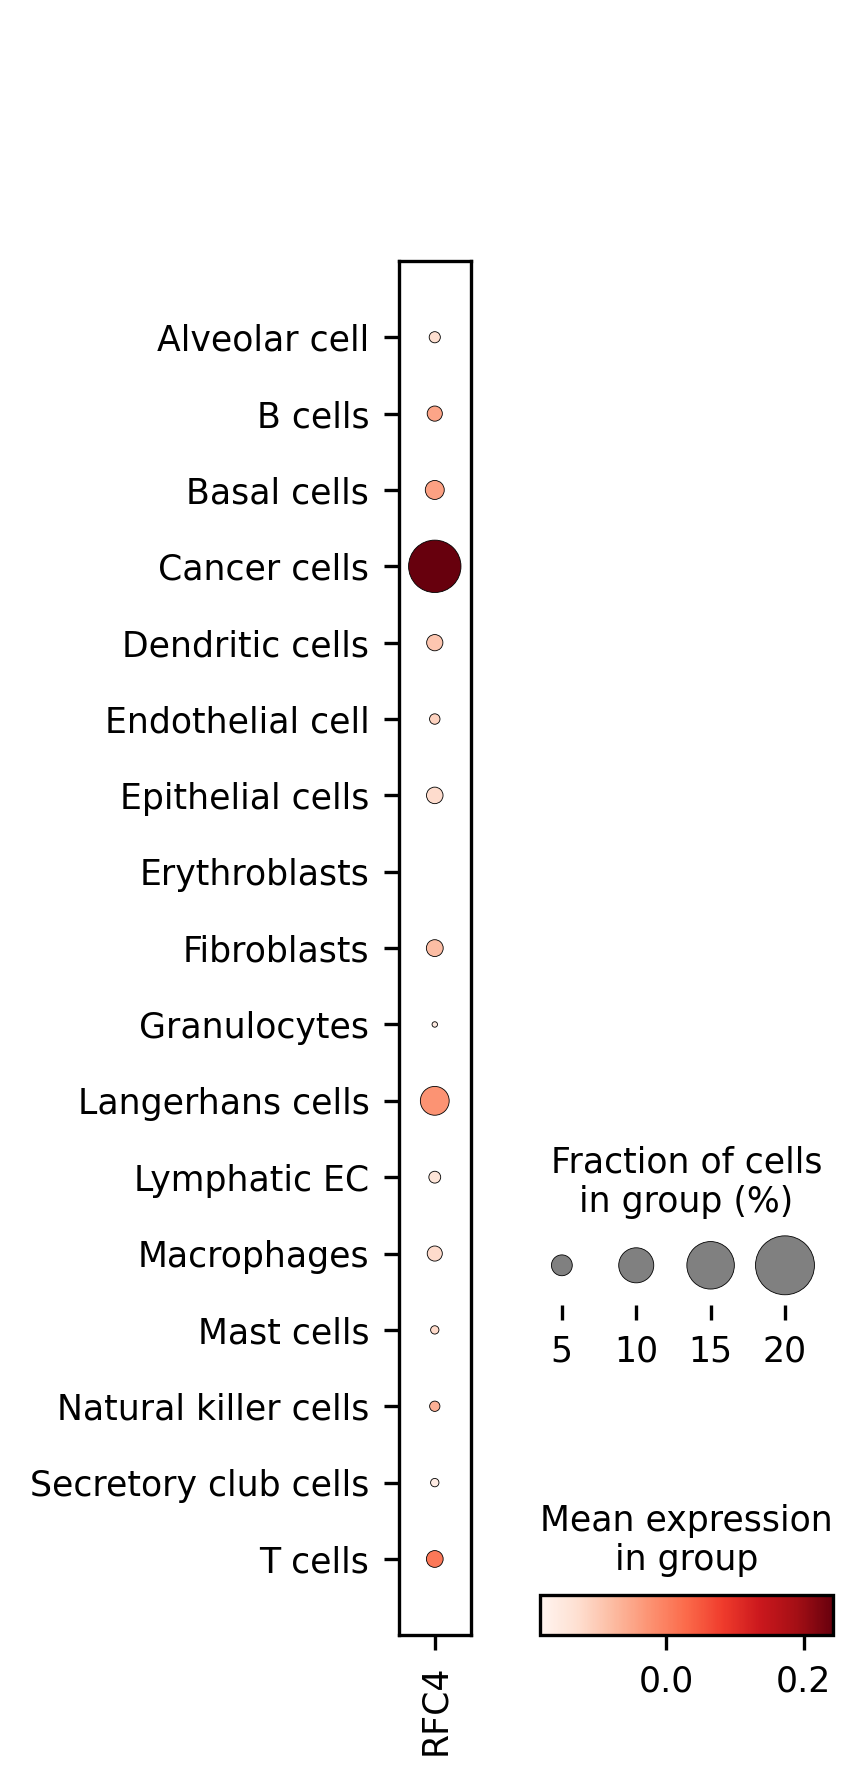 Alveolar cell
B cells
Basal cells
Cancer cells
Dendritic cells
Endothelial cell
Epithelial cells
Erythroblasts
Fibroblasts
Granulocytes
Langerhans cells
Lymphatic EC
Macrophages
Mast cells
Natural killer cells
Secretory club cells
T cells
RFC4
Fraction of cells
in group (%)
5 10 15 20
Mean expression
in group
0.0 0.2